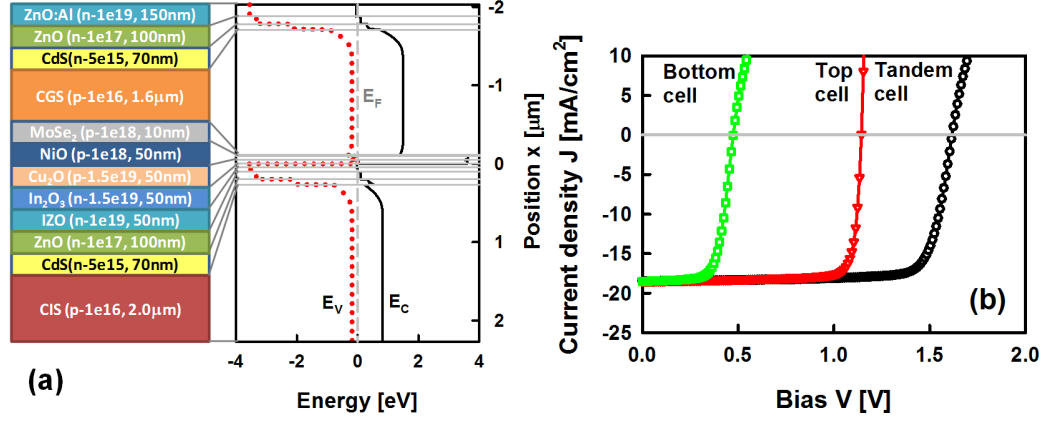 ZnO:Al (n-1e19, 150nm)
ZnO (n-1e17, 100nm)
CdS(n-5e15, 70nm)
CGS (p-1e16, 1.6μm)
MoSe2 (p-1e18, 10nm)
NiO (p-1e18, 50nm)
Cu2O (p-1.5e19, 50nm)
In2O3 (n-1.5e19, 50nm)
IZO (n-1e19, 50nm)
ZnO (n-1e17, 100nm)
CdS(n-5e15, 70nm)
CIS (p-1e16, 2.0μm)
(a)
EF
EV
EC
-4
-2
0
2
4
Energy [eV]
-2
-1
0
1
2
Position x [μm]
Current density J [mA/cm2]
10
5
0
-5
-10
-15
-20
-25
Bottom
cell
Top
cell
Tandem
cell
(b)
0.0
0.5
1.0
1.5
2.0
Bias V [V]